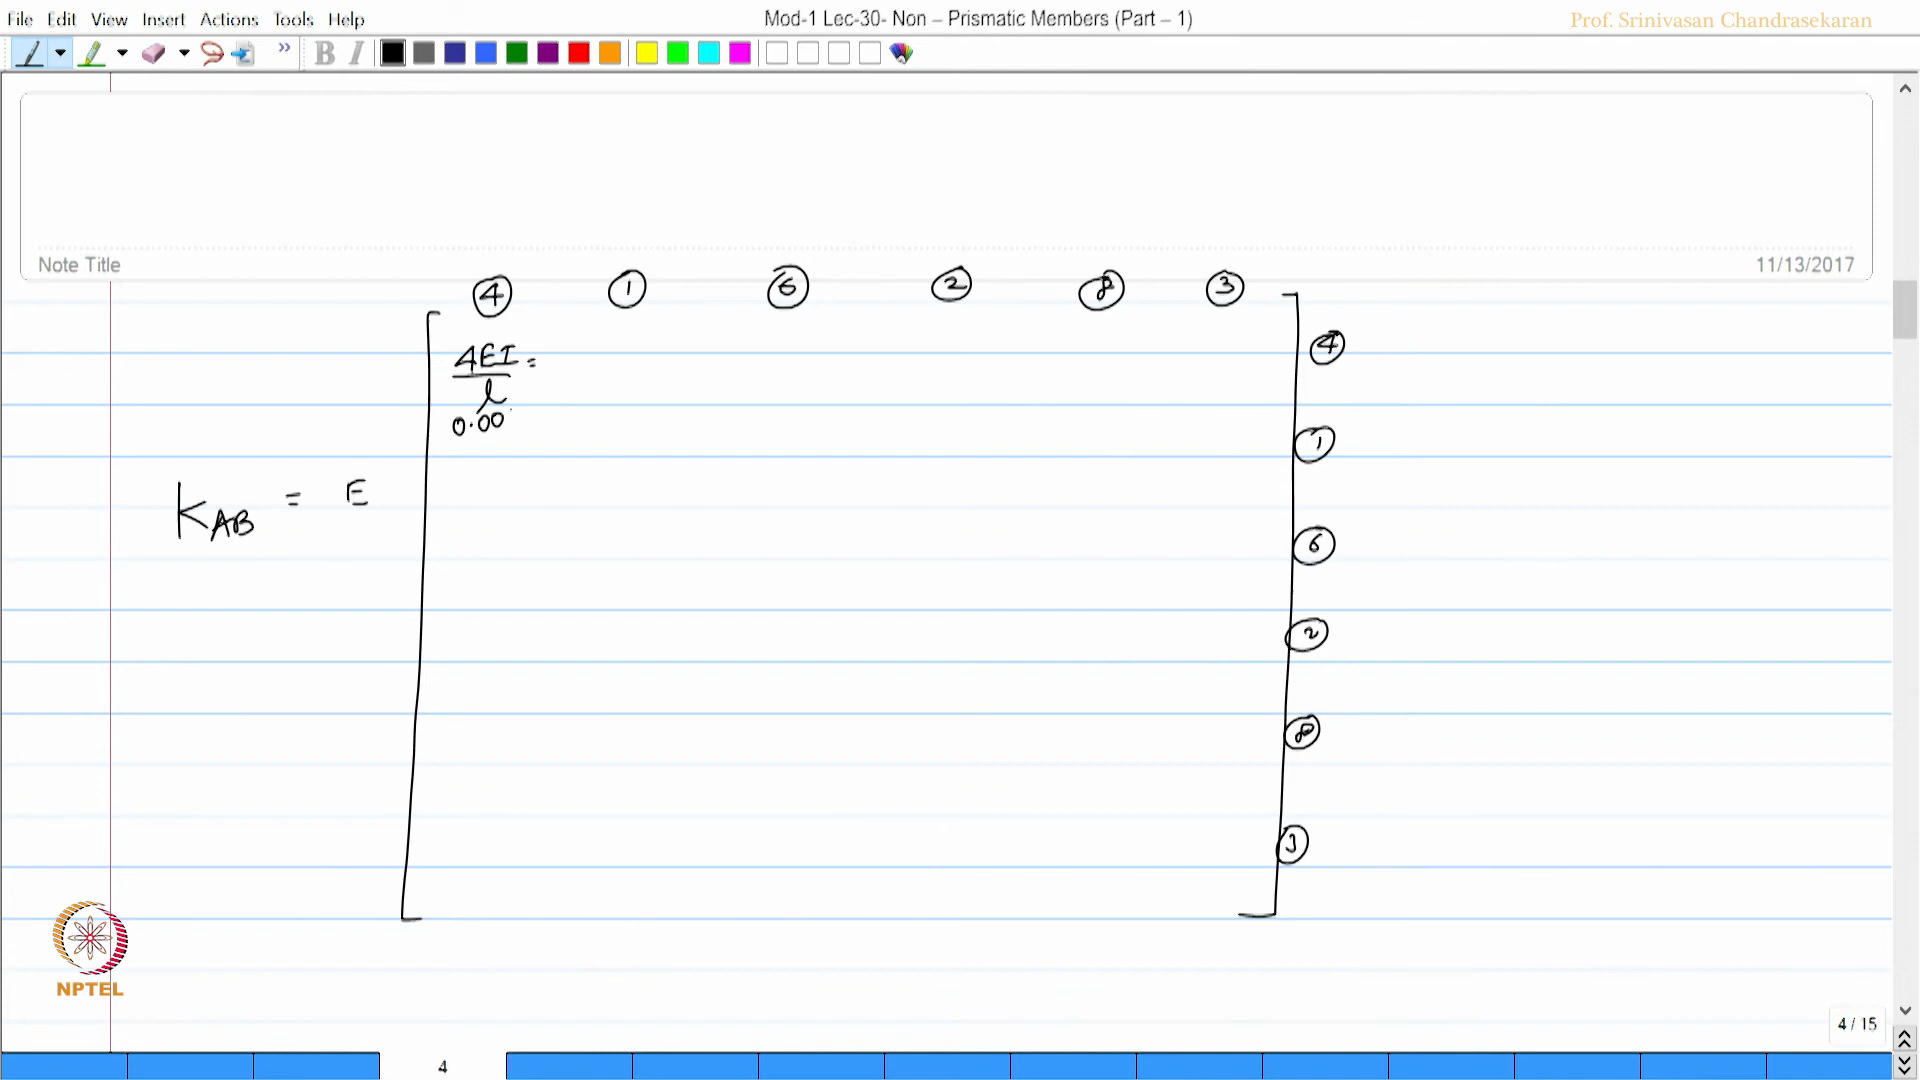 File Edit View Insert Actions Tools Help
Mod-1 Lec-30- Non – Prismatic Members (Part – 1)
Prof. Srinivasan Chandrasekaran
B I
Note Title
11/13/2017
④ ① ⑥ ② ⑧ ③
4EI =
l
0.00
K_AB = E
④
①
⑥
②
⑧
③
NPTEL
4 / 15
4